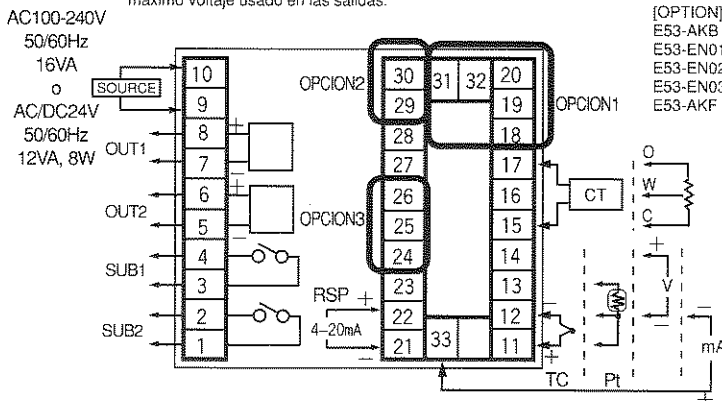 máximo voltaje usado en las salidas.
AC100-240V
50/60Hz
16VA
o
AC/DC24V
50/60Hz
12VA, 8W
SOURCE
OUT1
OUT2
SUB1
SUB2
10
9
8
7
6
5
4
3
2
1
+
−
+
−
OPCION2
OPCION3
RSP
4–20mA
+
−
30
29
28
27
26
25
24
23
22
21
31
32
33
20
19
18
17
16
15
14
13
12
11
OPCION1
[OPTION]
E53-AKB
E53-EN01
E53-EN02
E53-EN03
E53-AKF
CT
O
W
C
+
V
−
−
mA
+
−
+
TC
Pt